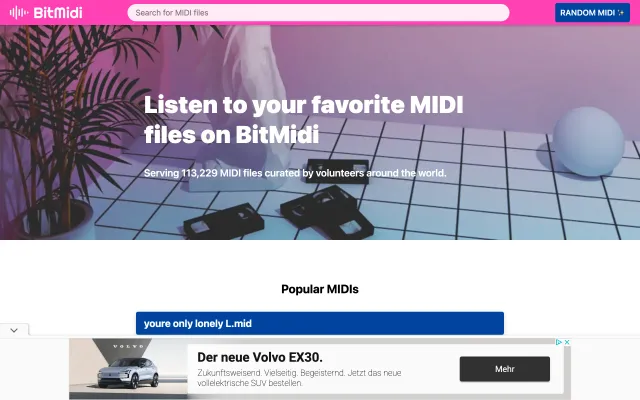 BitMidi
Search for MIDI files
RANDOM MIDI ✨
Listen to your favorite MIDI
files on BitMidi
Serving 113,229 MIDI files curated by volunteers around the world.
Popular MIDIs
youre only lonely L.mid
VOLVO
Der neue Volvo EX30.
Zukunftsweisend. Vielseitig. Begeisternd. Jetzt das neue
vollelektrische SUV bestellen.
Mehr